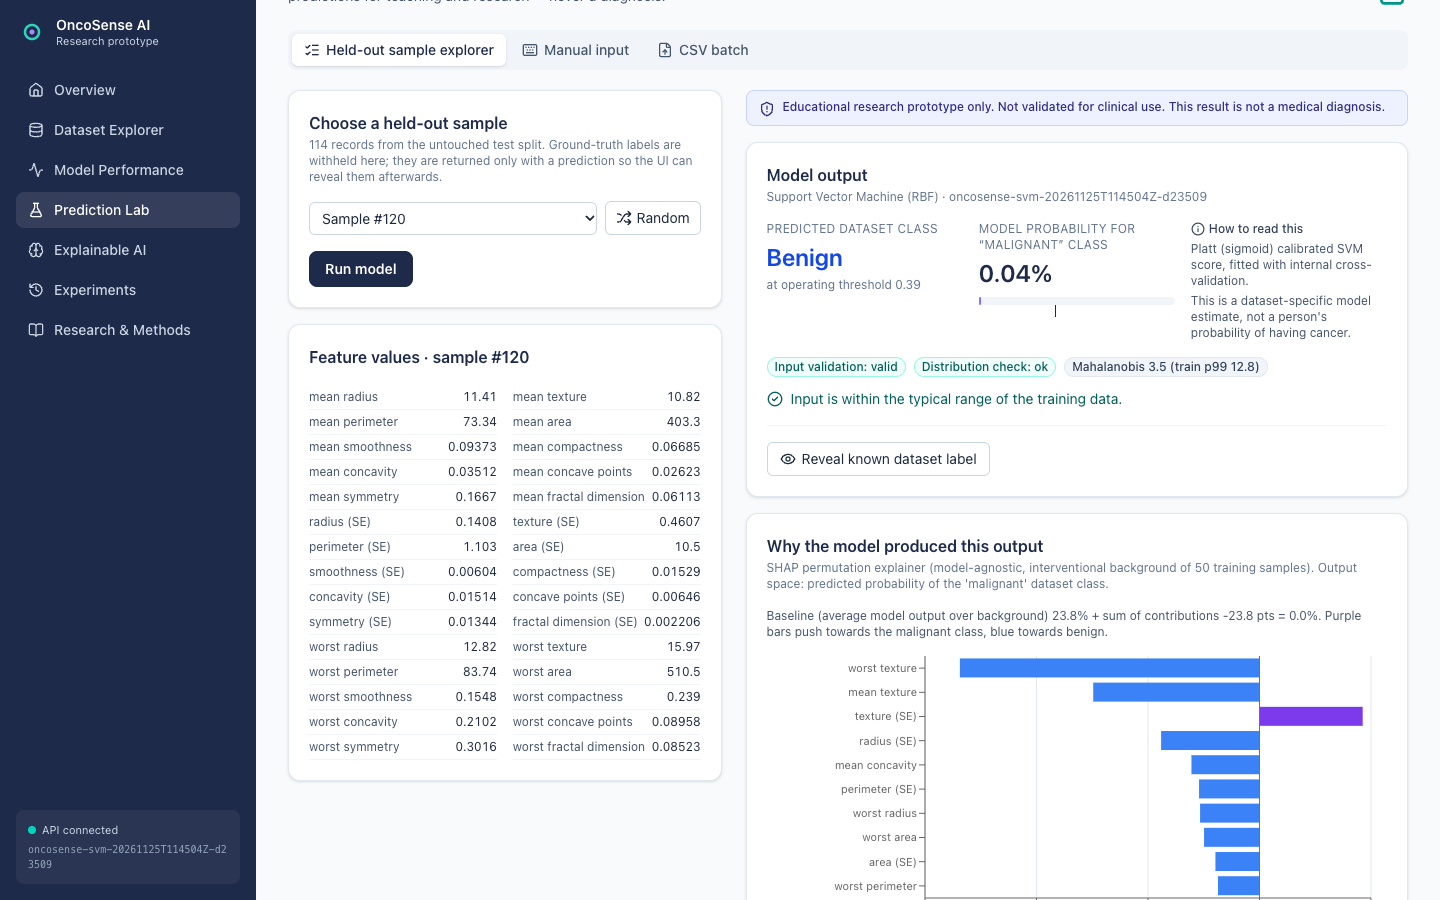 OncoSense AI
Research prototype
Overview
Dataset Explorer
Model Performance
Prediction Lab
Explainable AI
Experiments
Research & Methods
API connected
oncosense-svm-20261125T114504Z-d2
3509
Held-out sample explorer
Manual input
CSV batch
Choose a held-out sample
114 records from the untouched test split. Ground-truth labels are
withheld here; they are returned only with a prediction so the UI can
reveal them afterwards.
Sample #120
Random
Run model
Feature values · sample #120
mean radius 11.41 mean texture 10.82
mean perimeter 73.34 mean area 403.3
mean smoothness 0.09373 mean compactness 0.06685
mean concavity 0.03512 mean concave points 0.02623
mean symmetry 0.1667 mean fractal dimension 0.06113
radius (SE) 0.1408 texture (SE) 0.4607
perimeter (SE) 1.103 area (SE) 10.5
smoothness (SE) 0.00604 compactness (SE) 0.01529
concavity (SE) 0.01514 concave points (SE) 0.00646
symmetry (SE) 0.01344 fractal dimension (SE) 0.002206
worst radius 12.82 worst texture 15.97
worst perimeter 83.74 worst area 510.5
worst smoothness 0.1548 worst compactness 0.239
worst concavity 0.2102 worst concave points 0.08958
worst symmetry 0.3016 worst fractal dimension 0.08523
Educational research prototype only. Not validated for clinical use. This result is not a medical diagnosis.
Model output
Support Vector Machine (RBF) · oncosense-svm-20261125T114504Z-d23509
PREDICTED DATASET CLASS
Benign
at operating threshold 0.39
MODEL PROBABILITY FOR
“MALIGNANT” CLASS
0.04%
How to read this
Platt (sigmoid) calibrated SVM
score, fitted with internal cross-
validation.
This is a dataset-specific model
estimate, not a person's
probability of having cancer.
Input validation: valid
Distribution check: ok
Mahalanobis 3.5 (train p99 12.8)
Input is within the typical range of the training data.
Reveal known dataset label
Why the model produced this output
SHAP permutation explainer (model-agnostic, interventional background of 50 training samples). Output
space: predicted probability of the 'malignant' dataset class.
Baseline (average model output over background) 23.8% + sum of contributions -23.8 pts = 0.0%. Purple
bars push towards the malignant class, blue towards benign.
worst texture
mean texture
texture (SE)
radius (SE)
mean concavity
perimeter (SE)
worst radius
worst area
area (SE)
worst perimeter